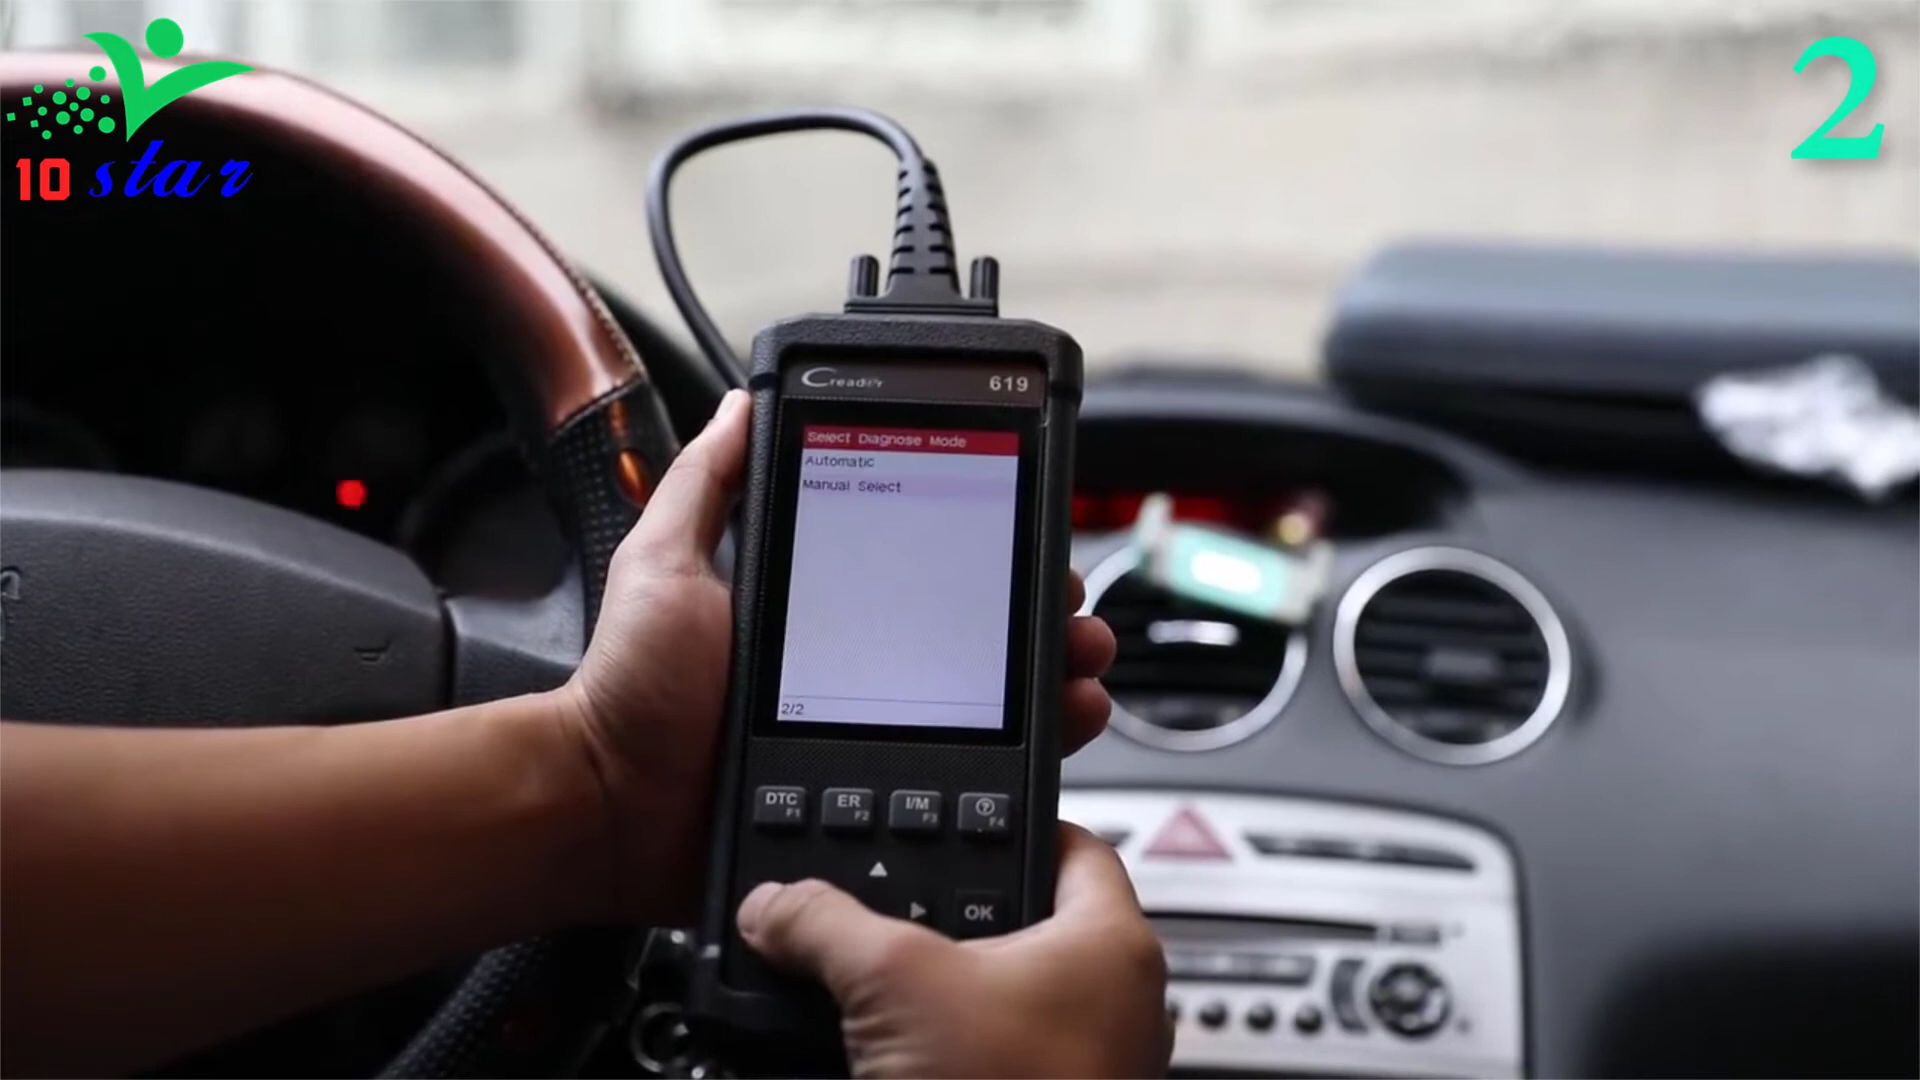 10 star
2
Creader 619
Select Diagnose Mode
Automatic
Manual Select
2/2
DTC F1
ER F2
I/M F3
? F4
OK